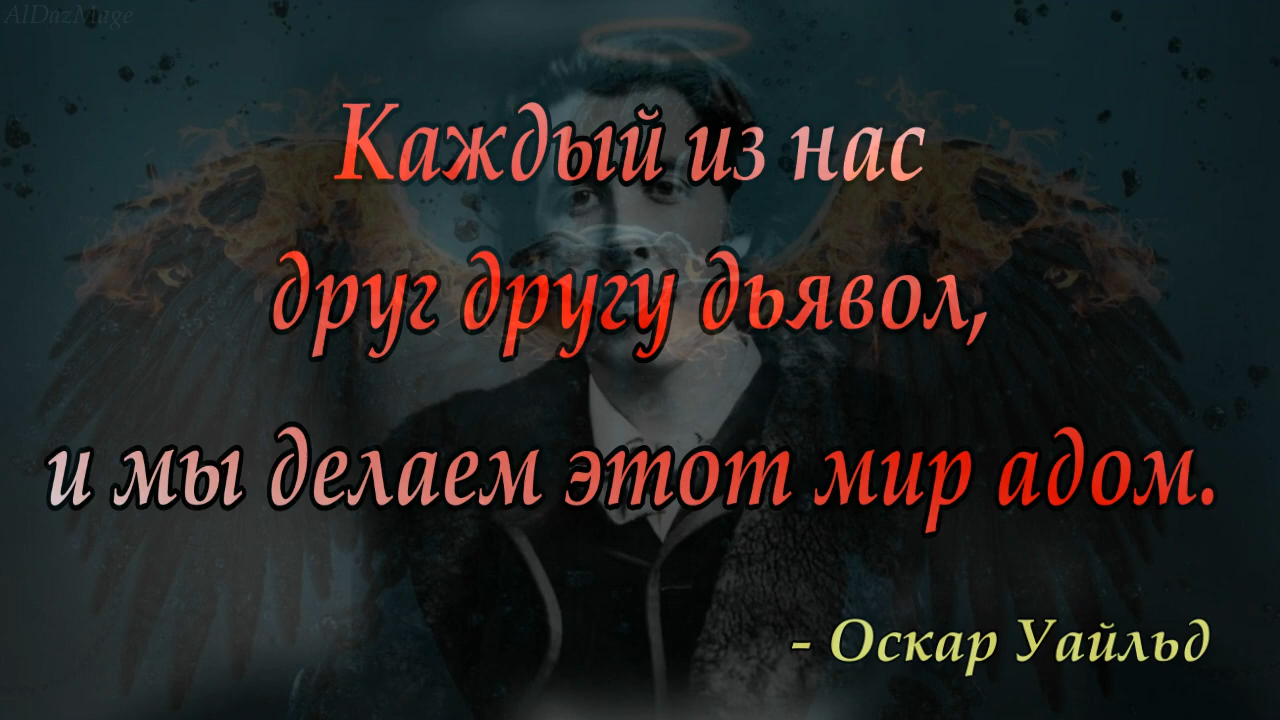 AlDazMage
Каждый из нас
друг другу дьявол,
и мы делаем этот мир адом.
- Оскар Уайльд